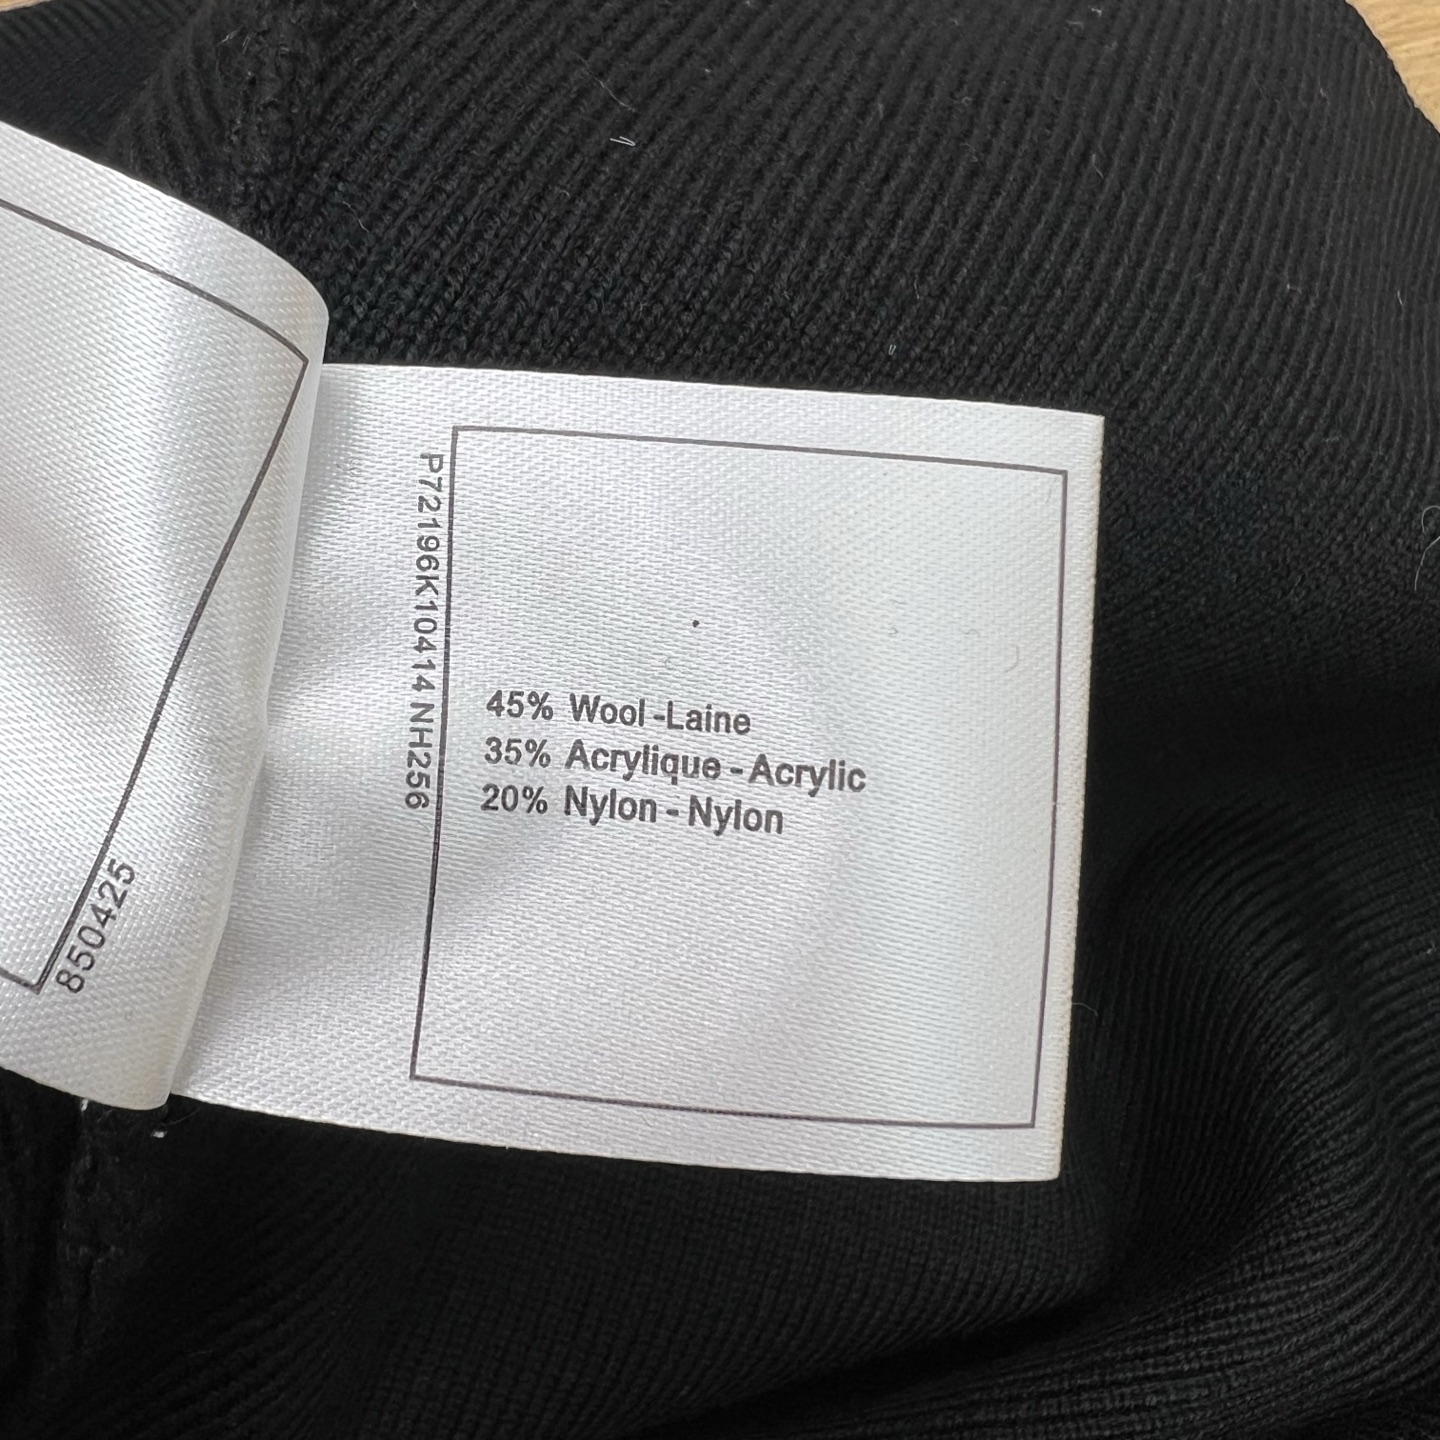 850425
P72196K10414 NH256
45% Wool-Laine
35% Acrylique-Acrylic
20% Nylon-Nylon